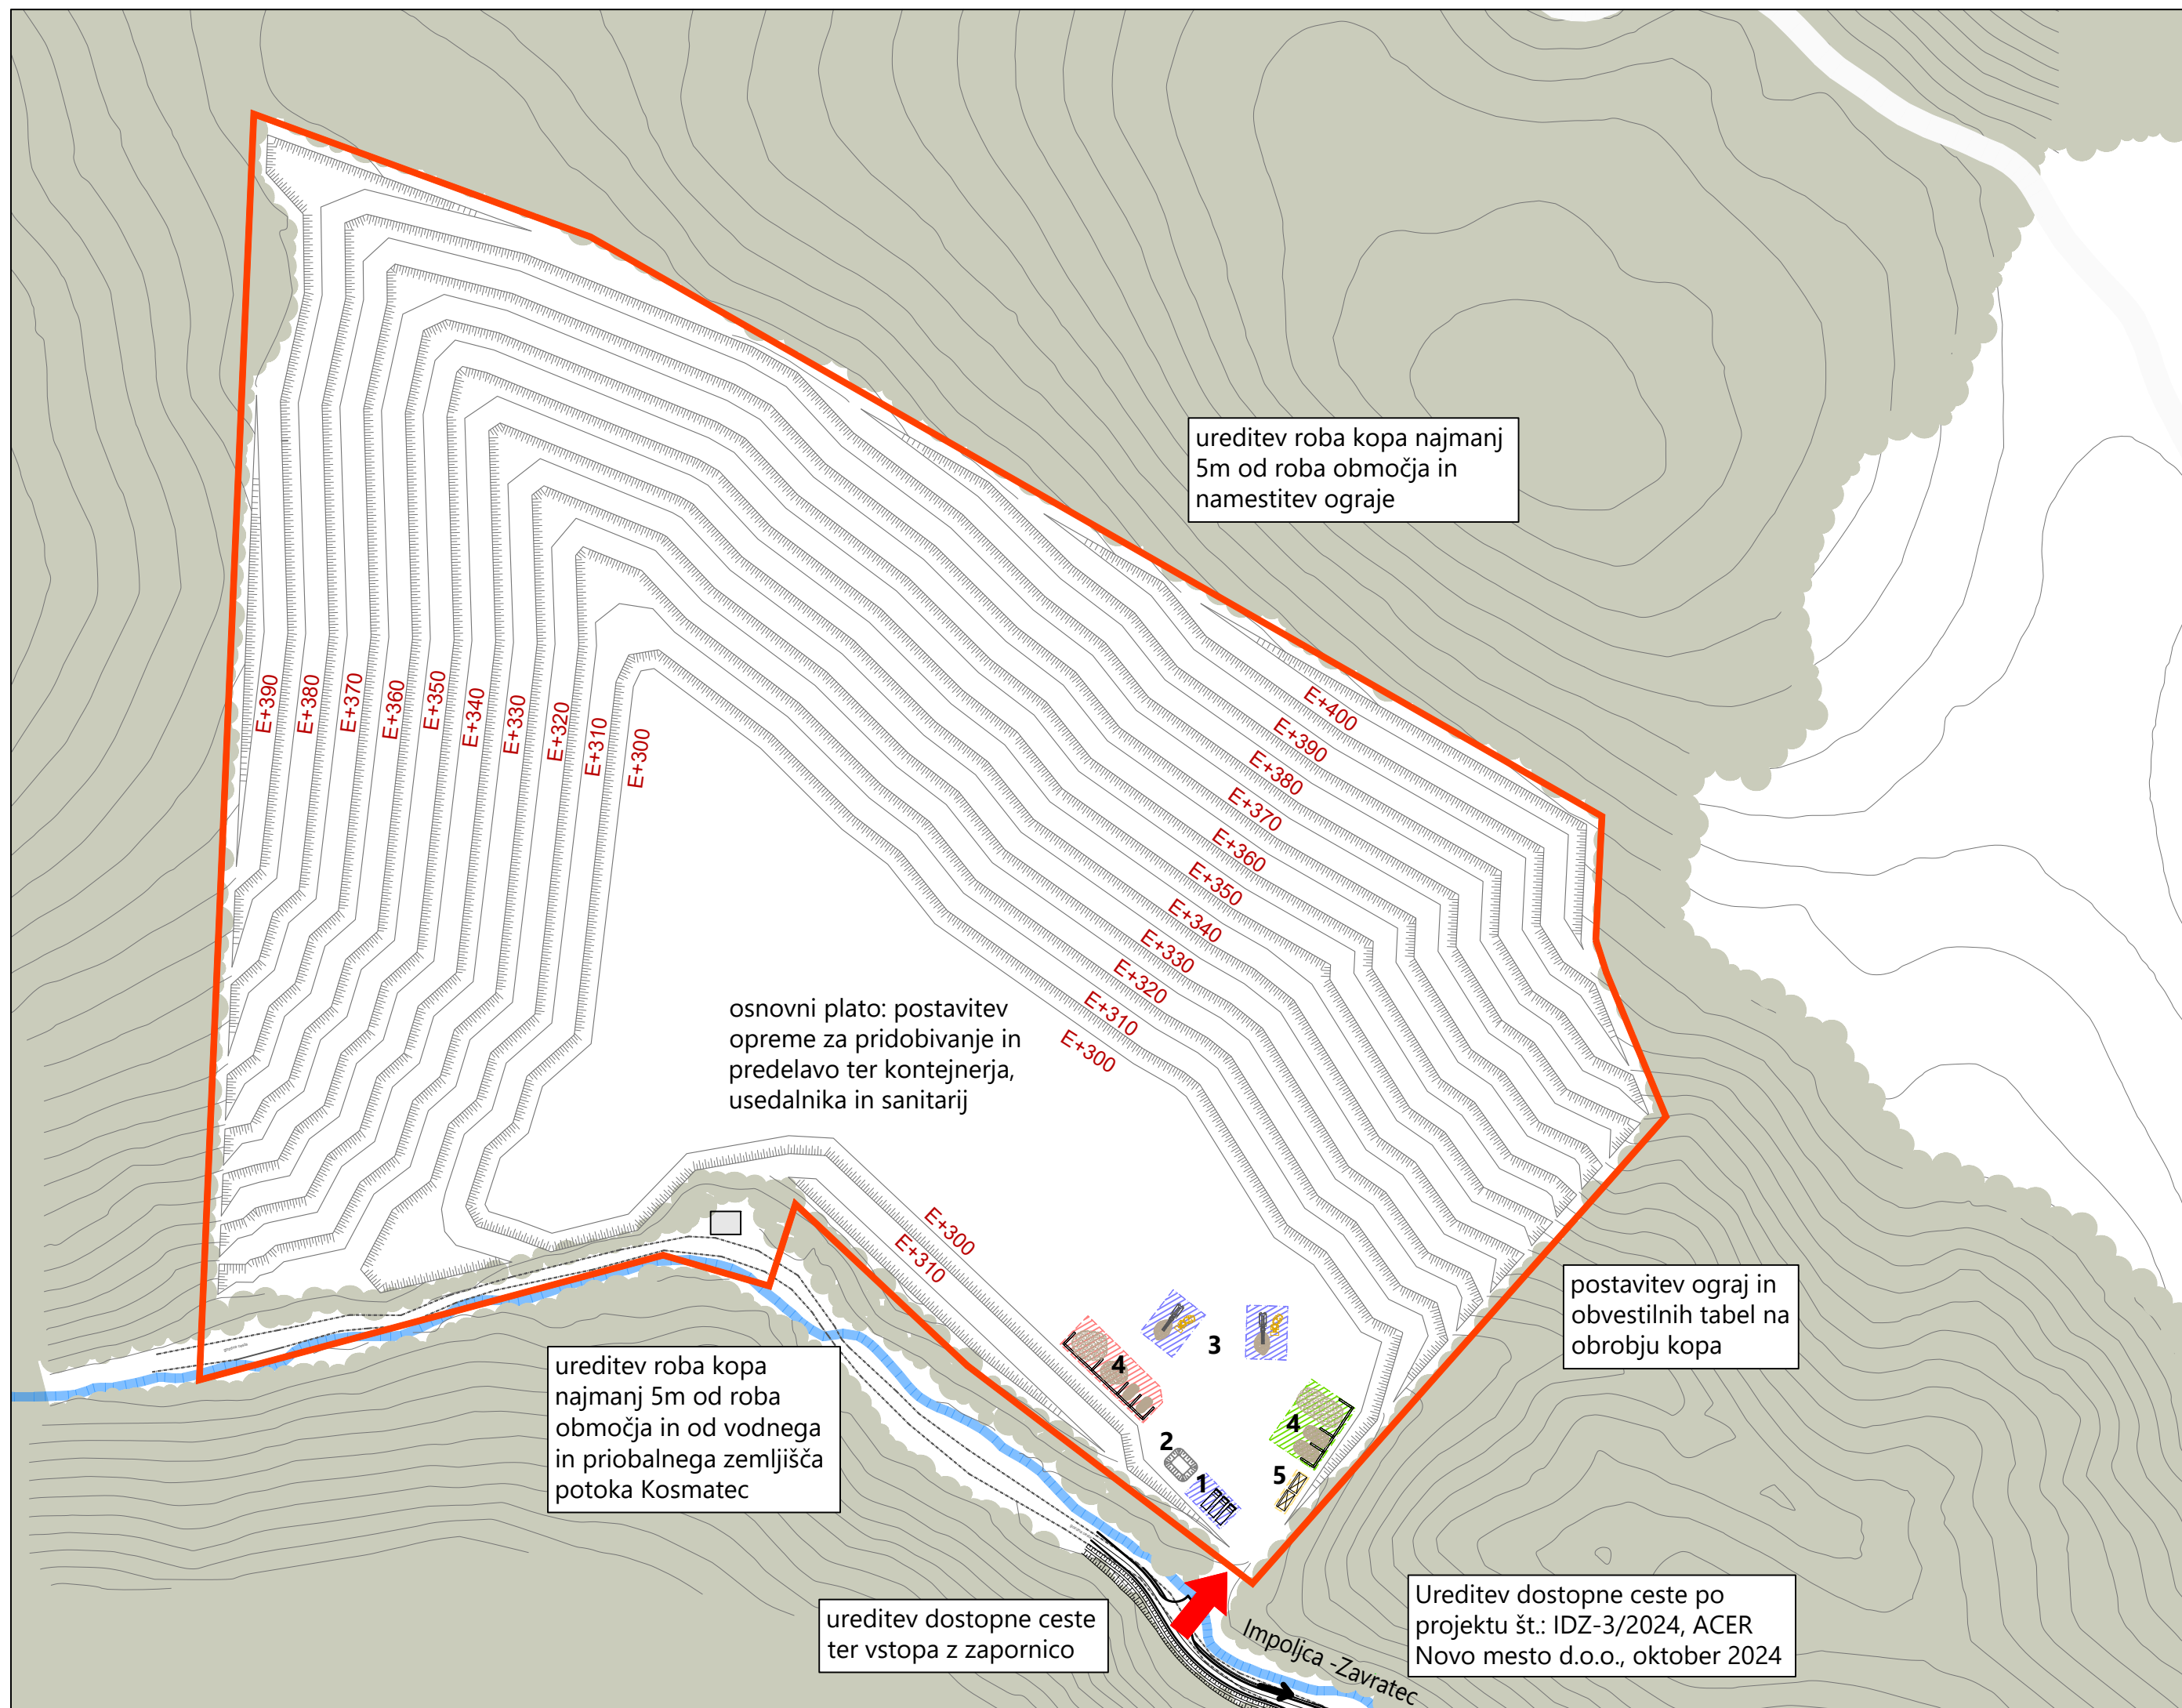 ureditev roba kopa najmanj
5m od roba območja in
namestitev ograje
E+390
E+380
E+370
E+360
E+350
E+340
E+330
E+320
E+310
E+300
E+400
E+390
E+380
E+370
E+360
E+350
E+340
E+330
E+320
E+310
E+300
osnovni plato: postavitev
opreme za pridobivanje in
predelavo ter kontejnerja,
usedalnika in sanitarij
E+300
E+310
postavitev ograj in
obvestilnih tabel na
obrobju kopa
3
4
4
2
1
5
ureditev roba kopa
najmanj 5m od roba
območja in od vodnega
in priobalnega zemljišča
potoka Kosmatec
ureditev dostopne ceste
ter vstopa z zapornico
Impoljca -Zavratec
Ureditev dostopne ceste po
projektu št.: IDZ-3/2024, ACER
Novo mesto d.o.o., oktober 2024